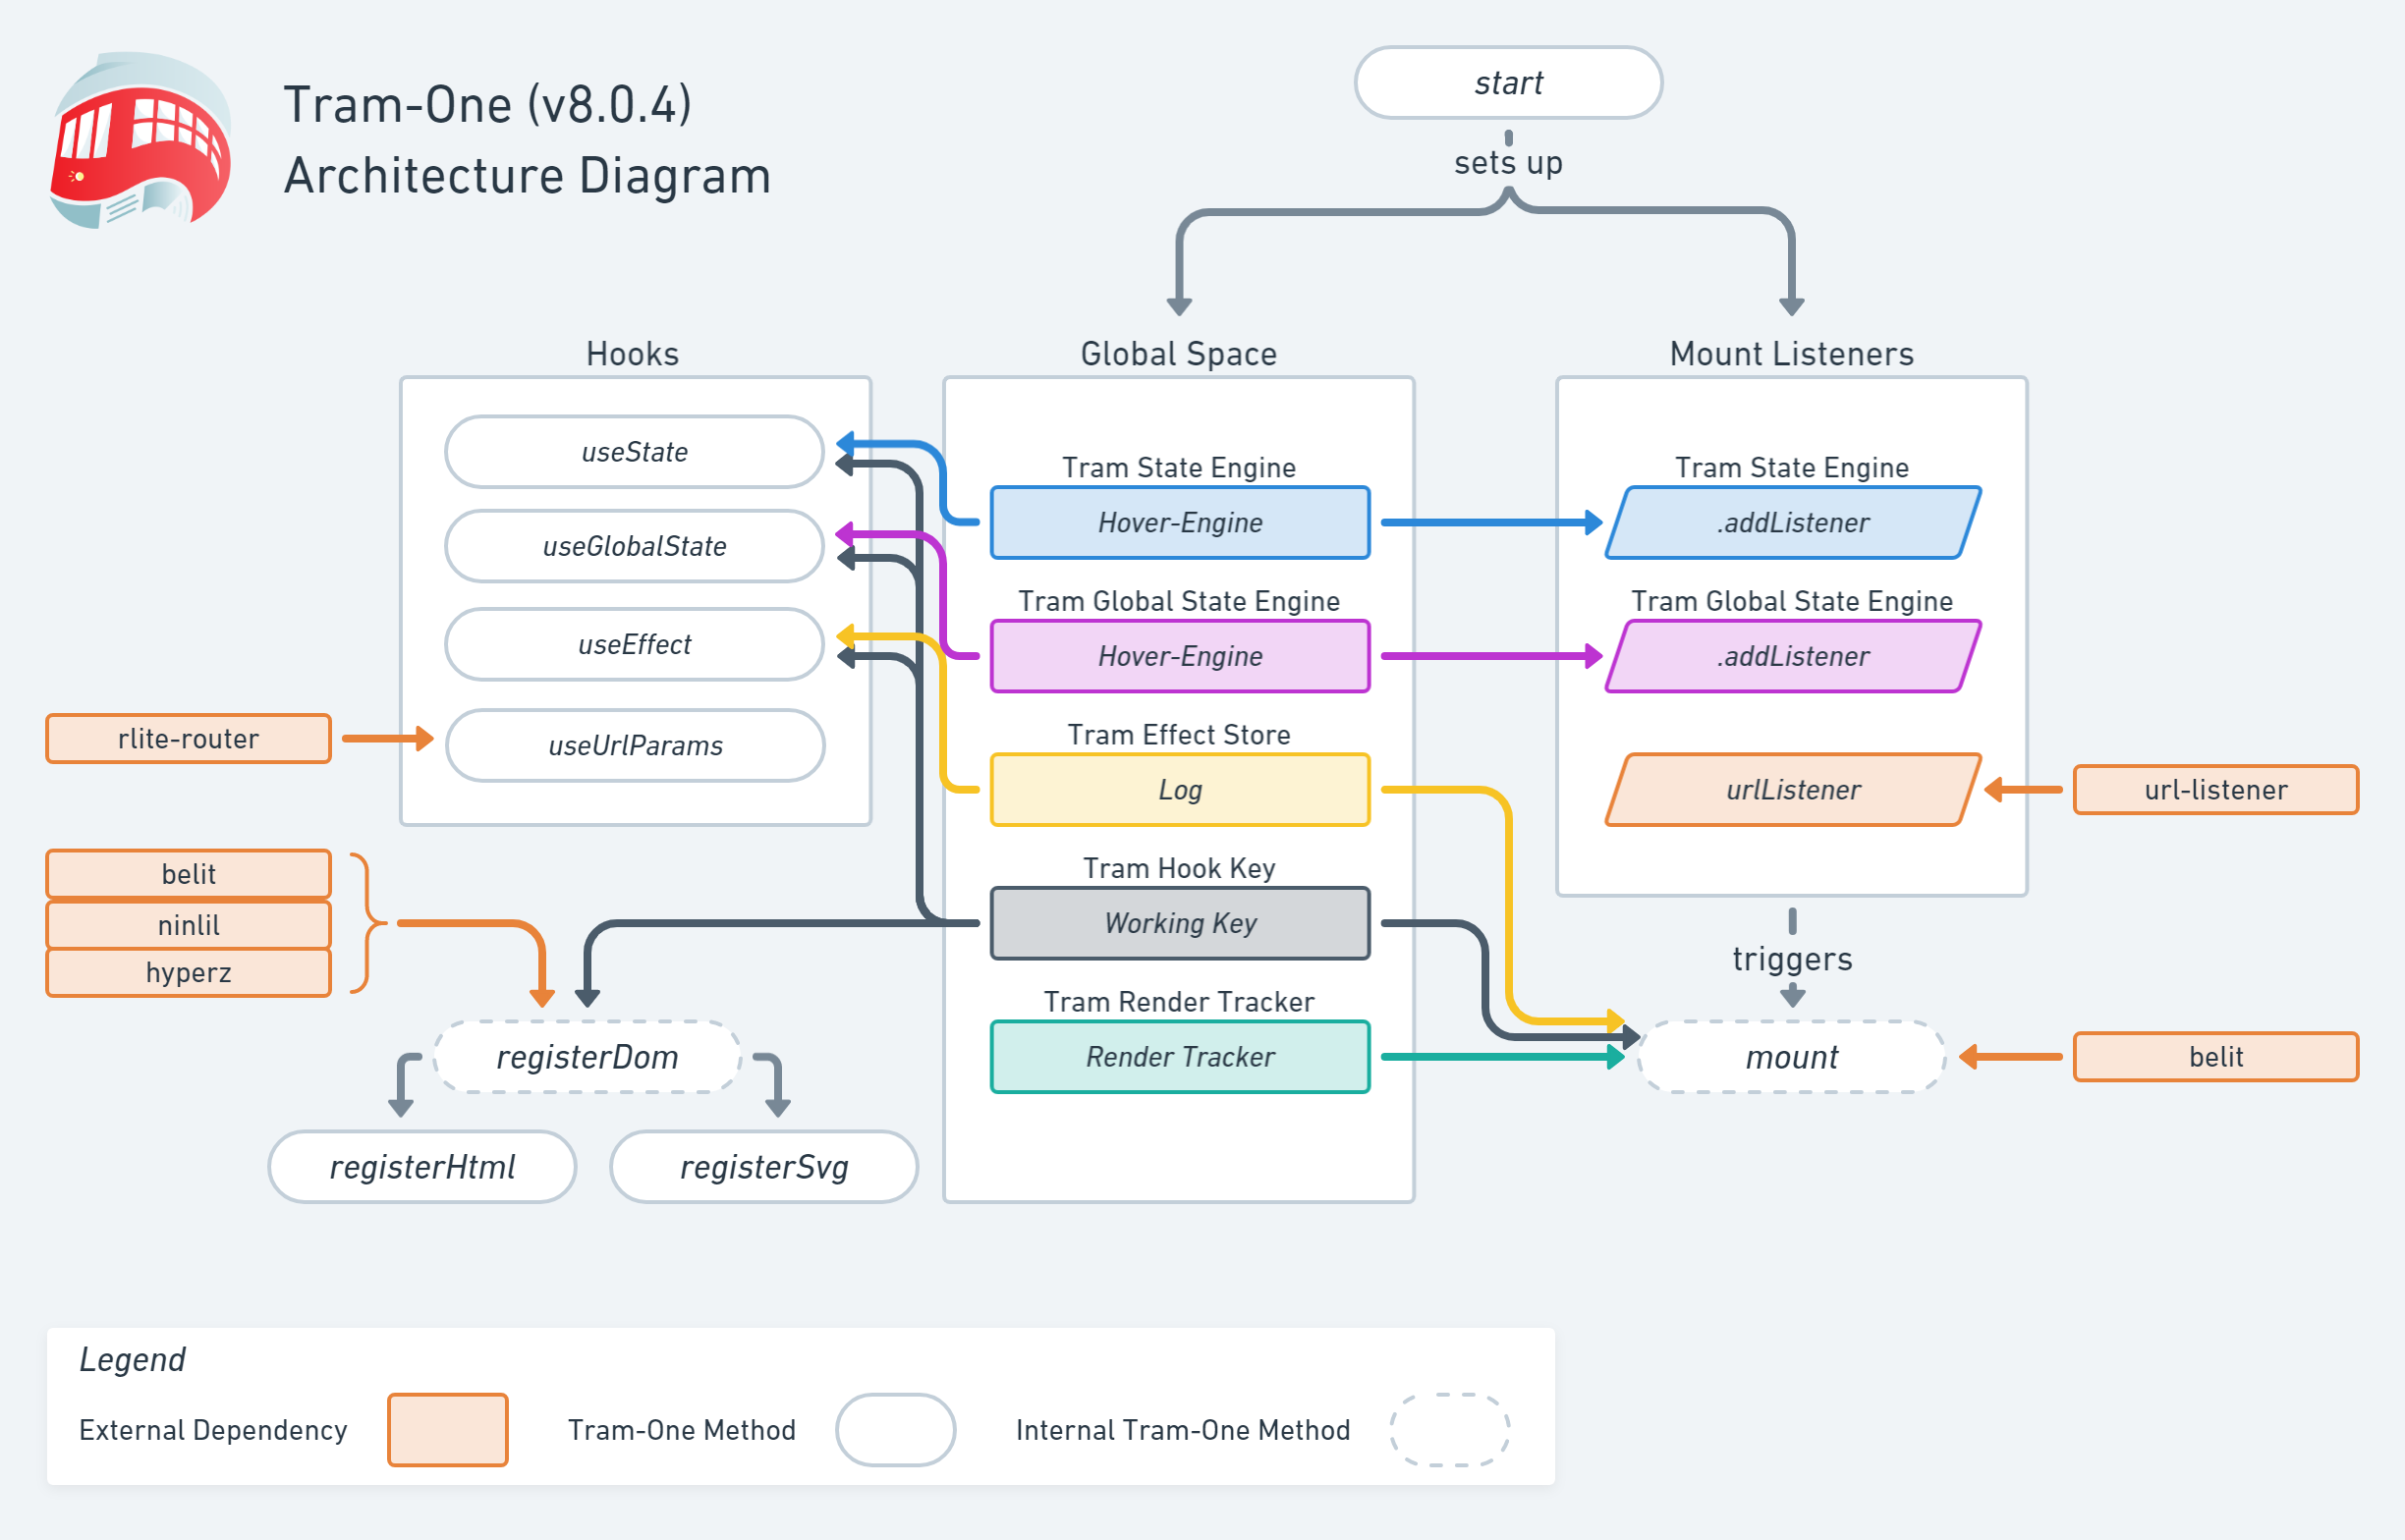 Tram-One (v8.0.4)
Architecture Diagram
start
sets up
Hooks
useState
useGlobalState
useEffect
useUrlParams
rlite-router
belit
ninlil
hyperz
registerDom
registerHtml
registerSvg
Global Space
Tram State Engine
Hover-Engine
Tram Global State Engine
Hover-Engine
Tram Effect Store
Log
Tram Hook Key
Working Key
Tram Render Tracker
Render Tracker
Mount Listeners
Tram State Engine
.addListener
Tram Global State Engine
.addListener
urlListener
url-listener
triggers
mount
belit
Legend
External Dependency
Tram-One Method
Internal Tram-One Method